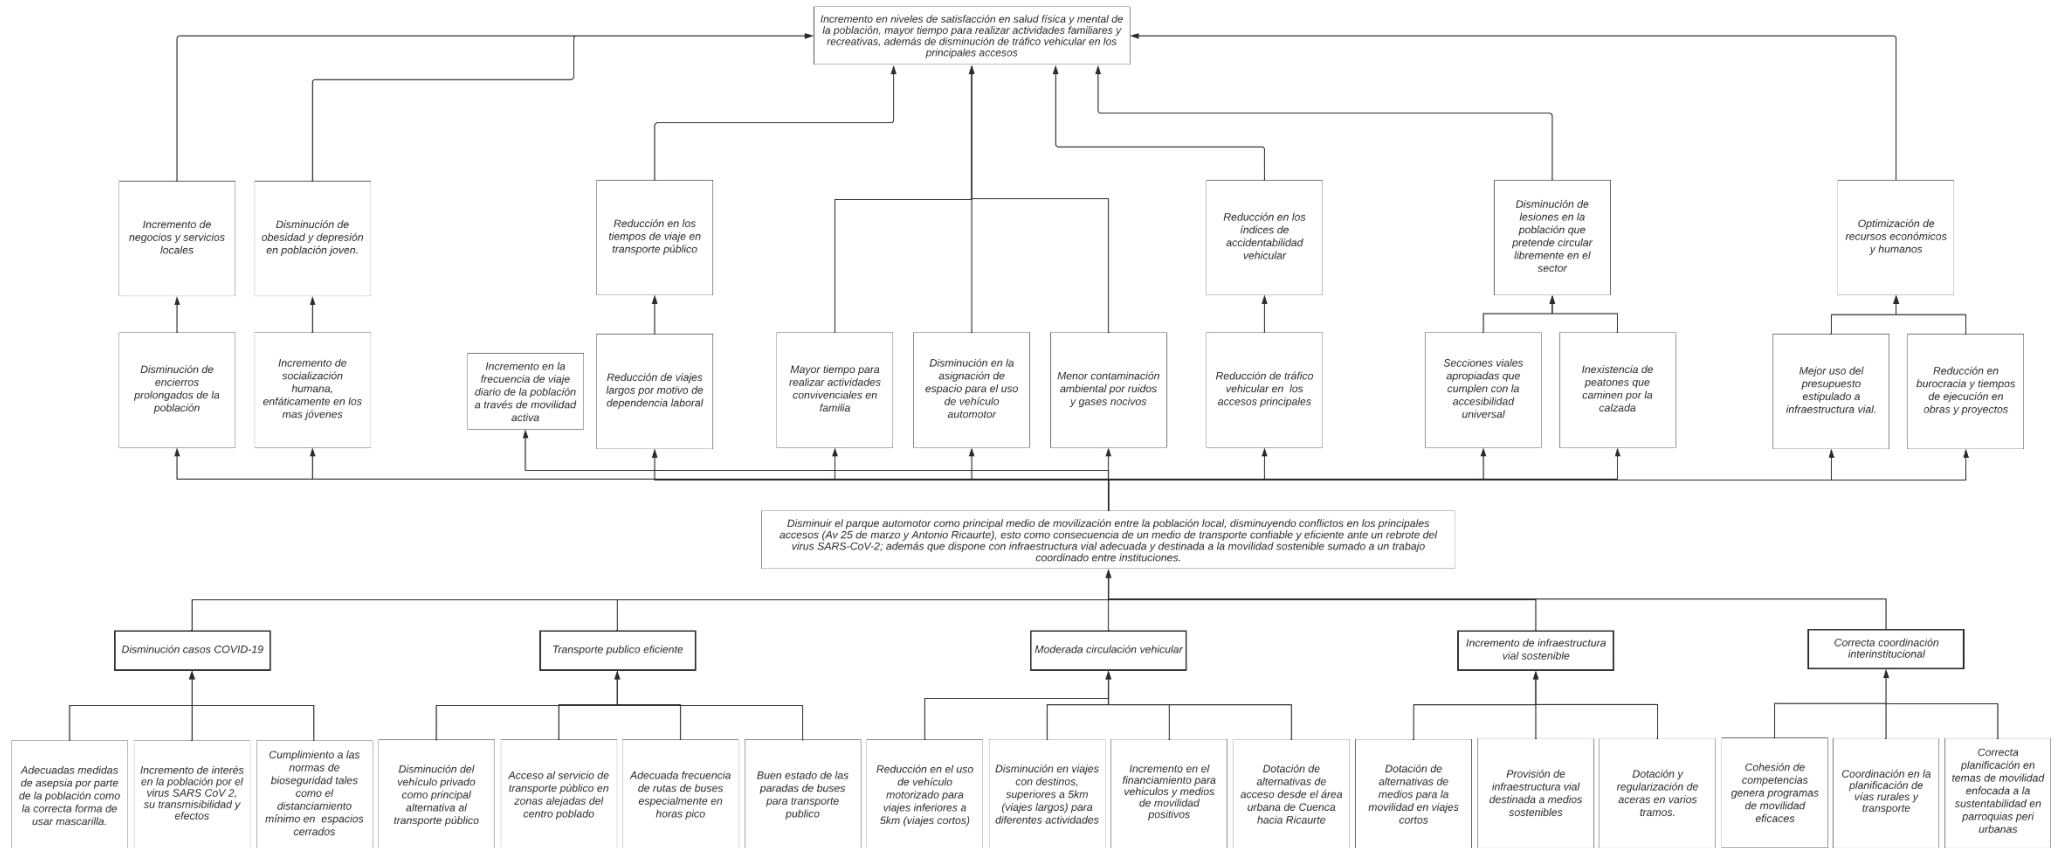 Incremento en niveles de satisfacción en salud física y mental de
la población, mayor tiempo para realizar actividades familiares y
recreativas, además de disminución de tráfico vehicular en los
principales accesos
Incremento de
negocios y servicios
locales
Disminución de
obesidad y depresión
en población joven.
Reducción en los
tiempos de viaje en
transporte público
Reducción en los
índices de
accidentabilidad
vehicular
Disminución de
lesiones en la
población que
pretende circular
libremente en el
sector
Optimización de
recursos económicos
y humanos
Disminución de
encierros
prolongados de la
población
Incremento de
socialización
humana,
enfáticamente en los
mas jóvenes
Incremento en la
frecuencia de viaje
diario de la población
a través de movilidad
activa
Reducción de viajes
largos por motivo de
dependencia laboral
Mayor tiempo para
realizar actividades
convivenciales en
familia
Disminución en la
asignación de
espacio para el uso
de vehículo
automotor
Menor contaminación
ambiental por ruidos
y gases nocivos
Reducción de tráfico
vehicular en los
accesos principales
Secciones viales
apropiadas que
cumplen con la
accesibilidad
universal
Inexistencia de
peatones que
caminen por la
calzada
Mejor uso del
presupuesto
estipulado a
infraestructura vial.
Reducción en
burocracia y tiempos
de ejecución en
obras y proyectos
Disminuir el parque automotor como principal medio de movilización entre la población local, disminuyendo conflictos en los principales
accesos (Av 25 de marzo y Antonio Ricaurte), esto como consecuencia de un medio de transporte confiable y eficiente ante un rebrote del
virus SARS-CoV-2; además que dispone con infraestructura vial adecuada y destinada a la movilidad sostenible sumado a un trabajo
coordinado entre instituciones.
Disminución casos COVID-19
Transporte publico eficiente
Moderada circulación vehicular
Incremento de infraestructura
vial sostenible
Correcta coordinación
interinstitucional
Adecuadas medidas
de asepsia por parte
de la población como
la correcta forma de
usar mascarilla.
Incremento de interés
en la población por el
virus SARS CoV 2,
su transmisibilidad y
efectos
Cumplimiento a las
normas de
bioseguridad tales
como el
distanciamiento
mínimo en espacios
cerrados
Disminución del
vehículo privado
como principal
alternativa al
transporte público
Acceso al servicio de
transporte público en
zonas alejadas del
centro poblado
Adecuada frecuencia
de rutas de buses
especialmente en
horas pico
Buen estado de las
paradas de buses
para transporte
publico
Reducción en el uso
de vehículo
motorizado para
viajes inferiores a
5km (viajes cortos)
Disminución en viajes
con destinos,
superiores a 5km
(viajes largos) para
diferentes actividades
Incremento en el
financiamiento para
vehiculos y medios
de movilidad
positivos
Dotación de
alternativas de
acceso desde el área
urbana de Cuenca
hacia Ricaurte
Dotación de
alternativas de
medios para la
movilidad en viajes
cortos
Provisión de
infraestructura vial
destinada a medios
sostenibles
Dotación y
regularización de
aceras en varios
tramos.
Cohesión de
competencias
genera programas
de movilidad
eficaces
Coordinación en la
planificación de
vías rurales y
transporte
Correcta
planificación en
temas de movilidad
enfocada a la
sustentabilidad en
parroquias peri
urbanas